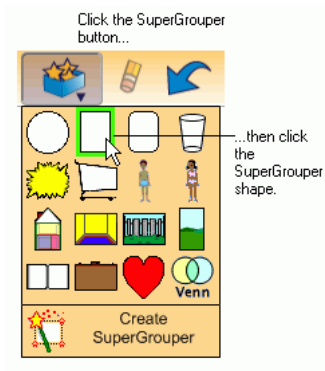 Click the SuperGrouper
button...
...then click
the
SuperGrouper
shape.
Venn
Create
SuperGrouper